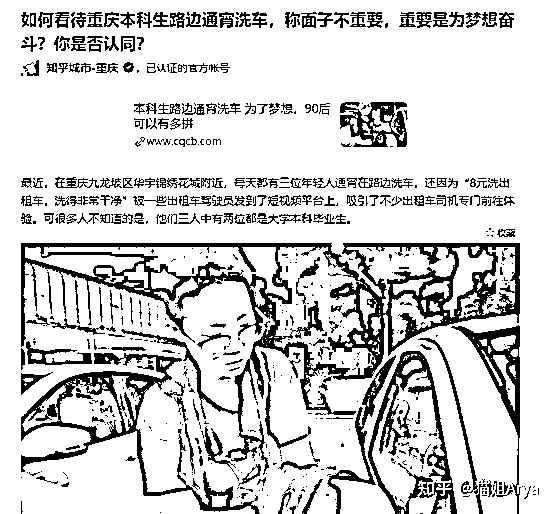 如何看待重庆本科生路边通宵洗车，称面子不重要，重要是为梦想奋
斗？你是否认同？
知乎城市-重庆 ，已认证的官方帐号
本科生路边通宵洗车 为了梦想，90后
可以有多拼
www.cqcb.com
最近，在重庆九龙坡区华宇锦绣花城附近，每天都有三位年轻人通宵在路边洗车，还因为“8元洗出
租车，洗得非常干净”被一些出租车驾驶员发到了短视频平台上，吸引了不少出租车司机专门前往体
验。可很多人不知道的是，他们三人中有两位都是大学本科毕业生。
收藏
知乎 @猫姐Arya